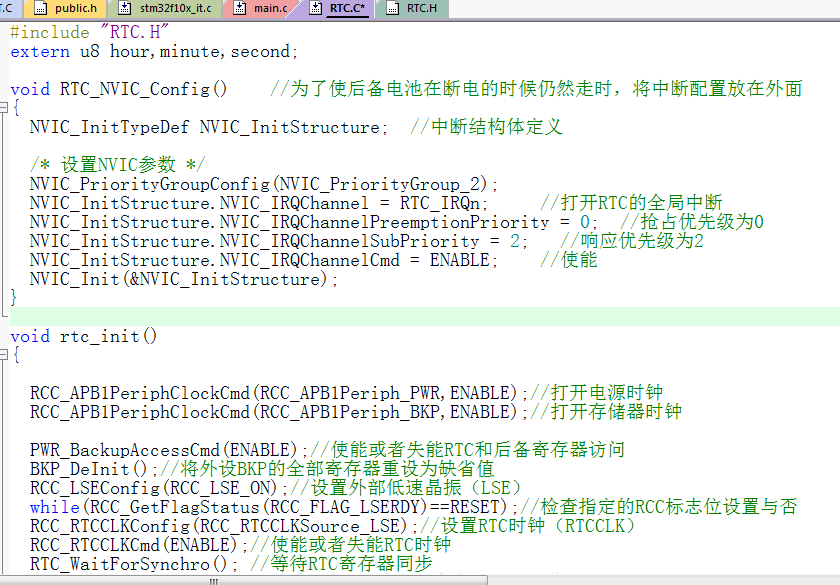 T.C public.h stm32f10x_it.c main.c RTC.C* RTC.H
#include "RTC.H"
extern u8 hour,minute,second;
void RTC_NVIC_Config() //为了使后备电池在断电的时候仍然走时，将中断配置放在外面
{
NVIC_InitTypeDef NVIC_InitStructure; //中断结构体定义
/* 设置NVIC参数 */
NVIC_PriorityGroupConfig(NVIC_PriorityGroup_2);
NVIC_InitStructure.NVIC_IRQChannel = RTC_IRQn; //打开RTC的全局中断
NVIC_InitStructure.NVIC_IRQChannelPreemptionPriority = 0; //抢占优先级为0
NVIC_InitStructure.NVIC_IRQChannelSubPriority = 2; //响应优先级为2
NVIC_InitStructure.NVIC_IRQChannelCmd = ENABLE; //使能
NVIC_Init(&NVIC_InitStructure);
}
void rtc_init()
{
RCC_APB1PeriphClockCmd(RCC_APB1Periph_PWR,ENABLE);//打开电源时钟
RCC_APB1PeriphClockCmd(RCC_APB1Periph_BKP,ENABLE);//打开存储器时钟
PWR_BackupAccessCmd(ENABLE);//使能或者失能RTC和后备寄存器访问
BKP_DeInit();//将外设BKP的全部寄存器重设为缺省值
RCC_LSEConfig(RCC_LSE_ON);//设置外部低速晶振（LSE）
while(RCC_GetFlagStatus(RCC_FLAG_LSERDY)==RESET);//检查指定的RCC标志位设置与否
RCC_RTCCLKConfig(RCC_RTCCLKSource_LSE);//设置RTC时钟（RTCCLK）
RCC_RTCCLKCmd(ENABLE);//使能或者失能RTC时钟
RTC_WaitForSynchro(); //等待RTC寄存器同步